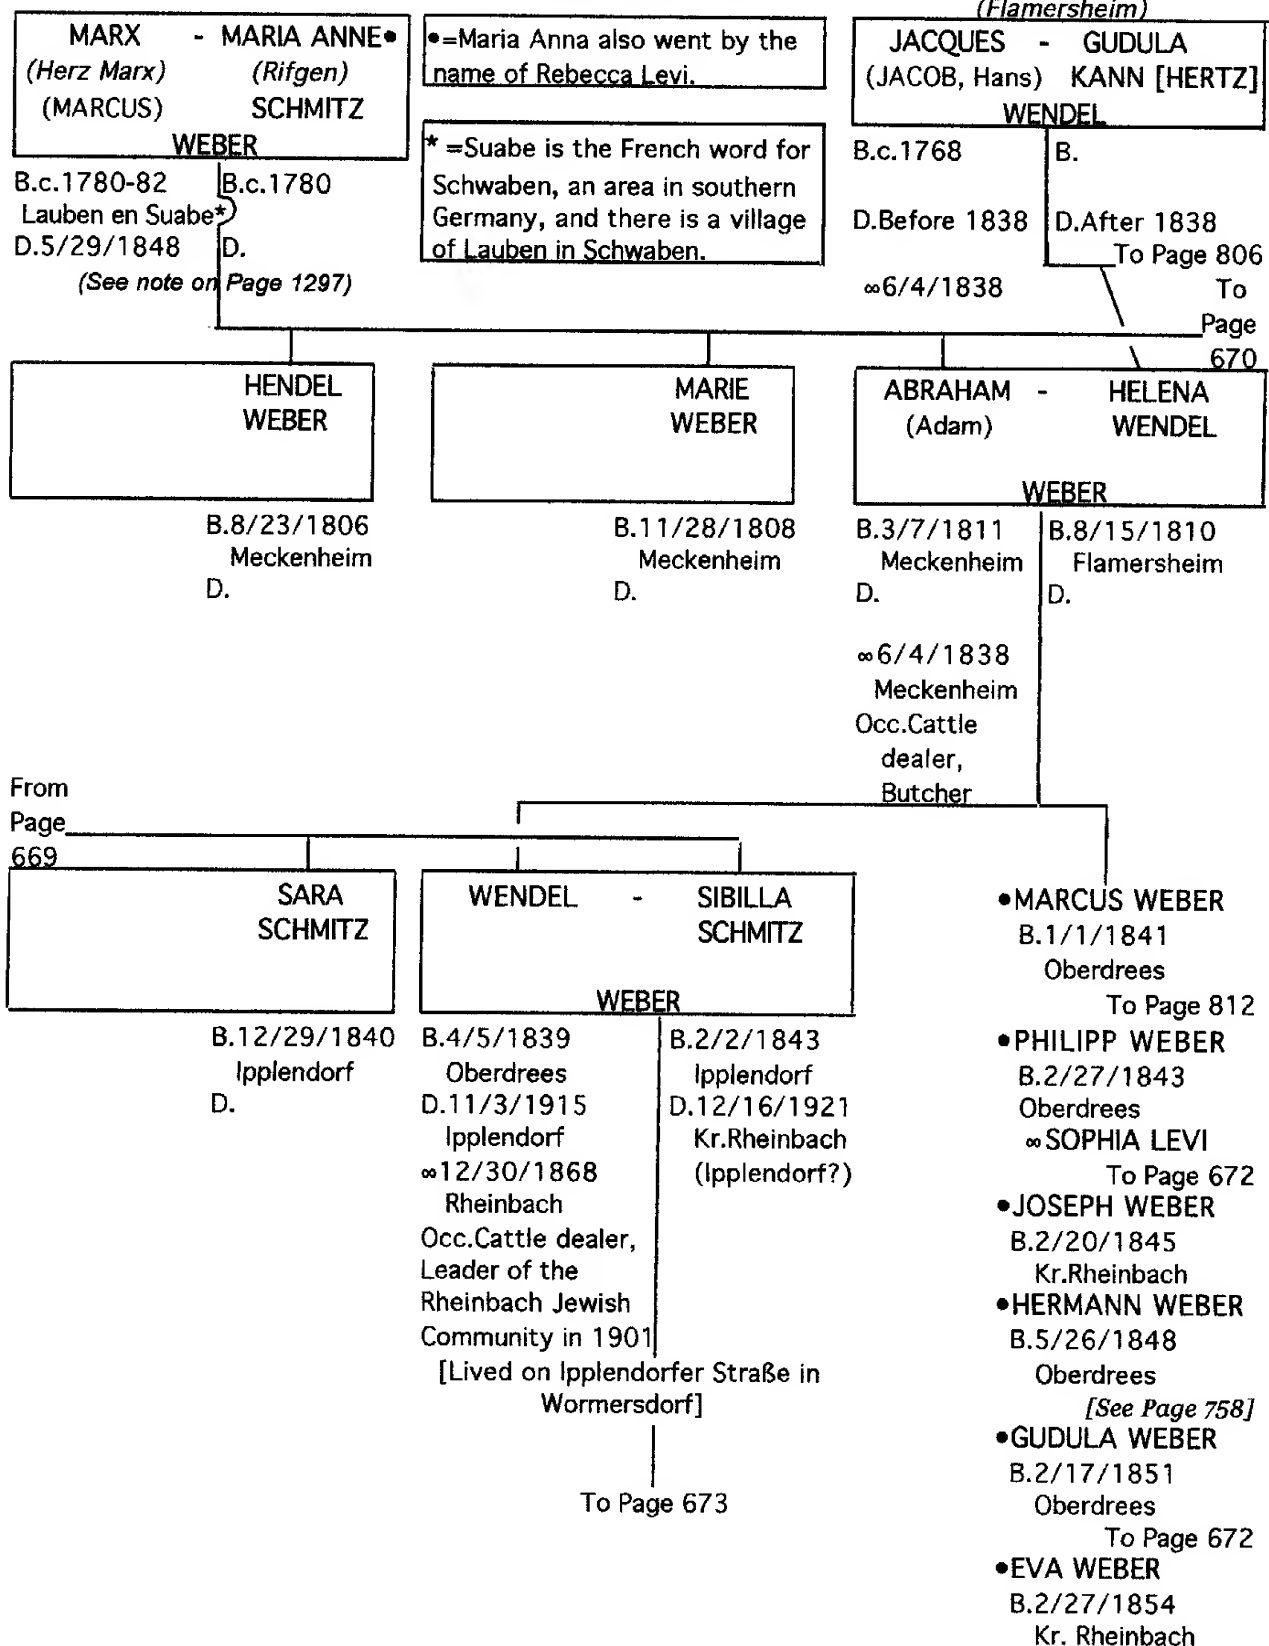 (Flamersheim)
MARX - MARIA ANNE●
(Herz Marx) (Rifgen)
(MARCUS) SCHMITZ
WEBER
●=Maria Anna also went by the
name of Rebecca Levi.
JACQUES - GUDULA
(JACOB, Hans) KANN [HERTZ]
WENDEL
* =Suabe is the French word for
Schwaben, an area in southern
Germany, and there is a village
of Lauben in Schwaben.
B.c.1780-82 B.c.1780
Lauben en Suabe*
D.5/29/1848 D.
(See note on Page 1297)
B.c.1768 B.
D.Before 1838 D.After 1838
To Page 806
∞6/4/1838
To
Page
670
HENDEL
WEBER
B.8/23/1806
Meckenheim
D.
MARIE
WEBER
B.11/28/1808
Meckenheim
D.
ABRAHAM - HELENA
(Adam) WENDEL
WEBER
B.3/7/1811 B.8/15/1810
Meckenheim Flamersheim
D. D.
∞6/4/1838
Meckenheim
Occ.Cattle
dealer,
Butcher
From
Page
669
SARA
SCHMITZ
B.12/29/1840
Ipplendorf
D.
WENDEL - SIBILLA
SCHMITZ
WEBER
B.4/5/1839 B.2/2/1843
Oberdrees Ipplendorf
D.11/3/1915 D.12/16/1921
Ipplendorf Kr.Rheinbach
∞12/30/1868 (Ipplendorf?)
Rheinbach
Occ.Cattle dealer,
Leader of the
Rheinbach Jewish
Community in 1901
[Lived on Ipplendorfer Straße in
Wormersdorf]
To Page 673
●MARCUS WEBER
B.1/1/1841
Oberdrees
To Page 812
●PHILIPP WEBER
B.2/27/1843
Oberdrees
∞SOPHIA LEVI
To Page 672
●JOSEPH WEBER
B.2/20/1845
Kr.Rheinbach
●HERMANN WEBER
B.5/26/1848
Oberdrees
[See Page 758]
●GUDULA WEBER
B.2/17/1851
Oberdrees
To Page 672
●EVA WEBER
B.2/27/1854
Kr. Rheinbach